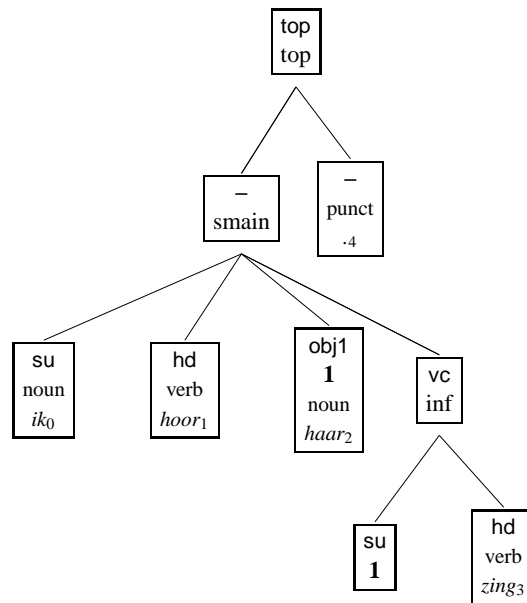 top
top
–
smain
–
punct
.4
su
noun
ik0
hd
verb
hoor1
obj1
1
noun
haar2
vc
inf
su
1
hd
verb
zing3